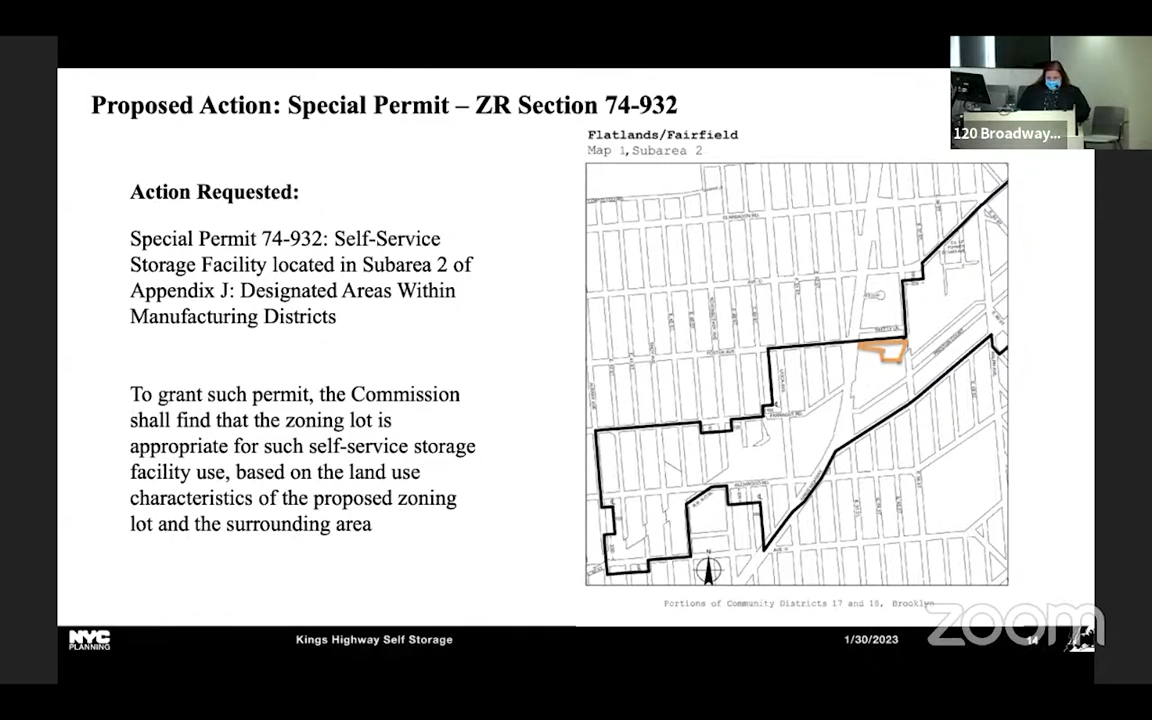 Proposed Action: Special Permit – ZR Section 74-932
120 Broadway...
Flatlands/Fairfield
Map 1, Subarea 2
Action Requested:
Special Permit 74-932: Self-Service
Storage Facility located in Subarea 2 of
Appendix J: Designated Areas Within
Manufacturing Districts
To grant such permit, the Commission
shall find that the zoning lot is
appropriate for such self-service storage
facility use, based on the land use
characteristics of the proposed zoning
lot and the surrounding area
N
Portions of Community Districts 17 and 18, Brooklyn
zoom
NYC
PLANNING
Kings Highway Self Storage
1/30/2023
14